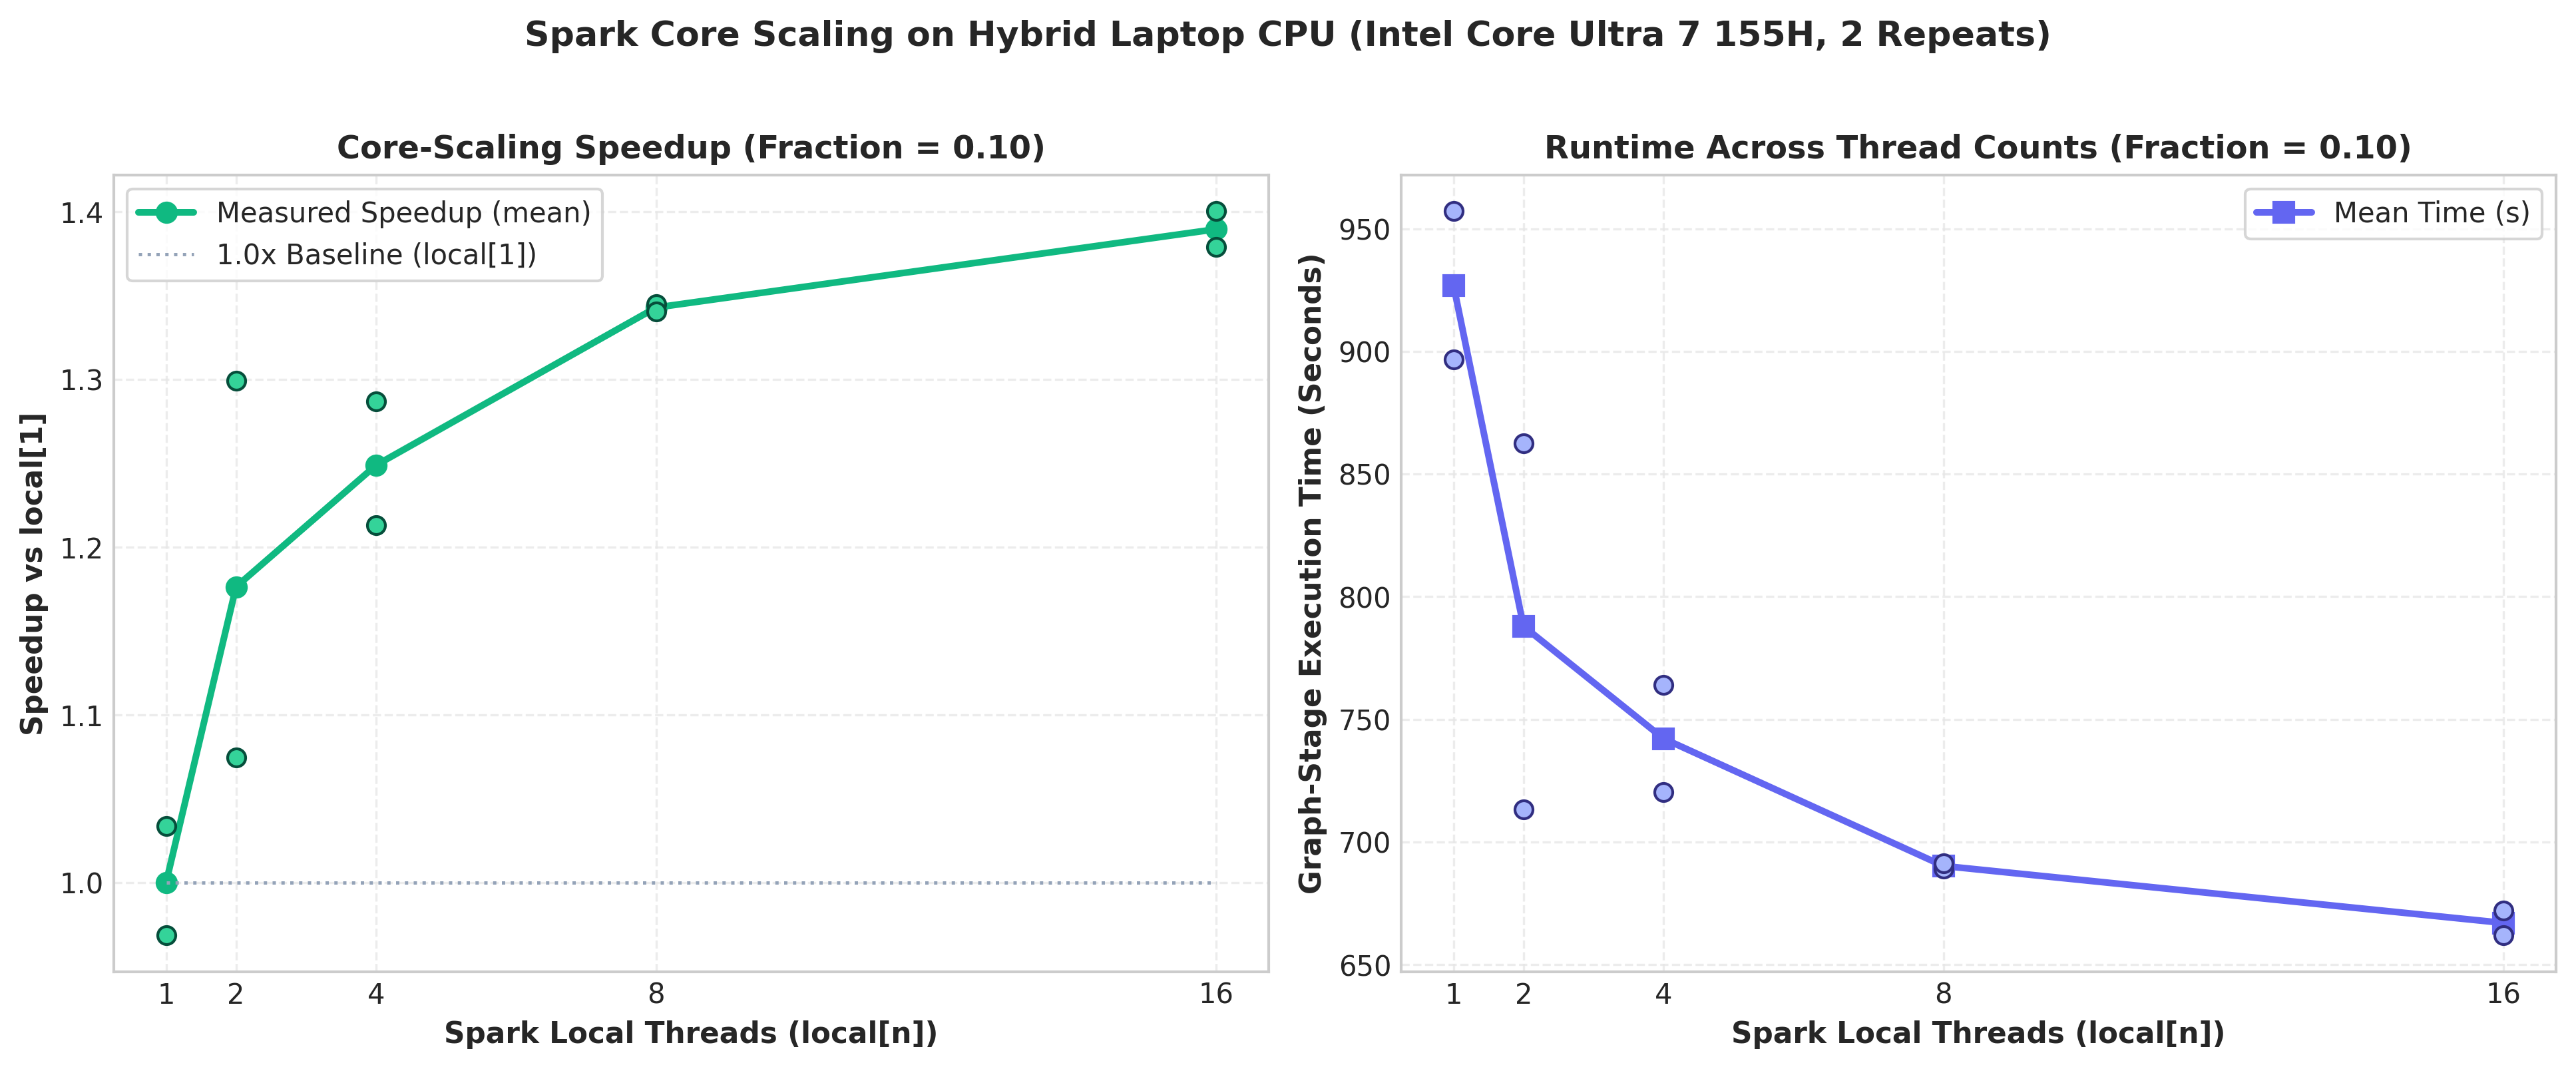 Spark Core Scaling on Hybrid Laptop CPU (Intel Core Ultra 7 155H, 2 Repeats)
Core-Scaling Speedup (Fraction = 0.10)
Measured Speedup (mean)
1.0x Baseline (local[1])
Speedup vs local[1]
1.4
1.3
1.2
1.1
1.0
1
2
4
8
16
Spark Local Threads (local[n])
Runtime Across Thread Counts (Fraction = 0.10)
Mean Time (s)
Graph-Stage Execution Time (Seconds)
950
900
850
800
750
700
650
1
2
4
8
16
Spark Local Threads (local[n])